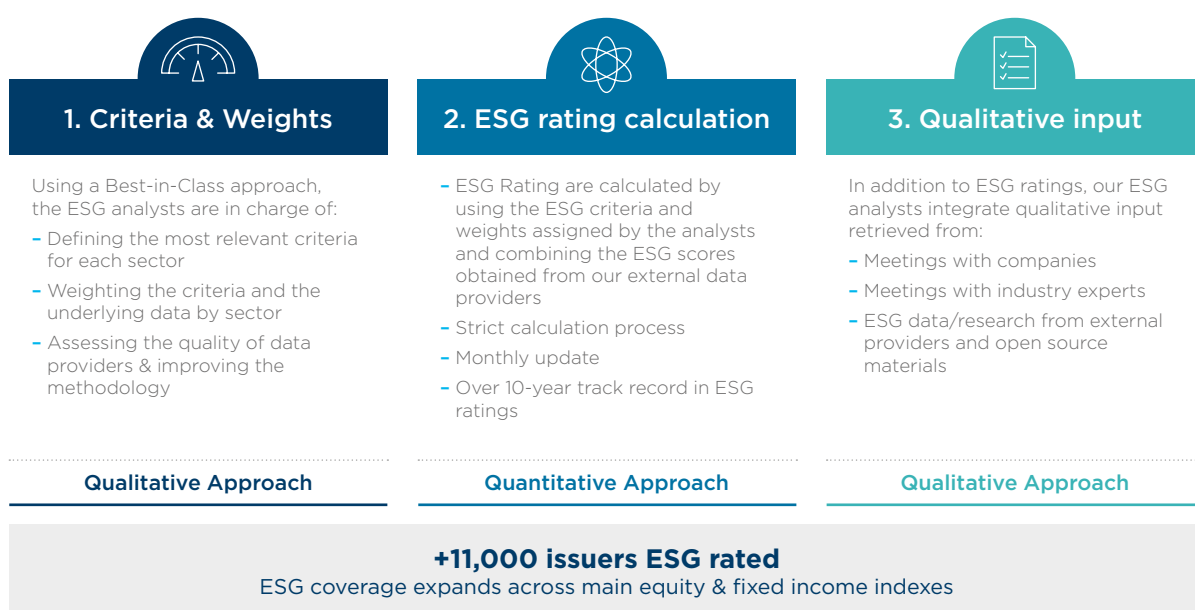 1. Criteria & Weights
Using a Best-in-Class approach,
the ESG analysts are in charge of:
– Defining the most relevant criteria
for each sector
– Weighting the criteria and the
underlying data by sector
– Assessing the quality of data
providers & improving the
methodology
Qualitative Approach
2. ESG rating calculation
– ESG Rating are calculated by
using the ESG criteria and
weights assigned by the analysts
and combining the ESG scores
obtained from our external data
providers
– Strict calculation process
– Monthly update
– Over 10-year track record in ESG
ratings
Quantitative Approach
3. Qualitative input
In addition to ESG ratings, our ESG
analysts integrate qualitative input
retrieved from:
– Meetings with companies
– Meetings with industry experts
– ESG data/research from external
providers and open source
materials
Qualitative Approach
+11,000 issuers ESG rated
ESG coverage expands across main equity & fixed income indexes